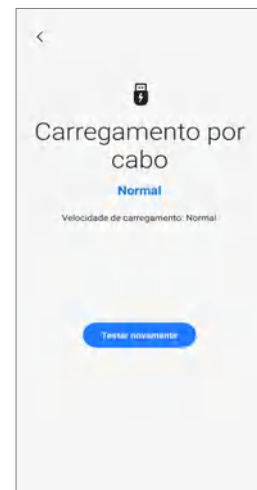 Carregamento por
cabo
Normal
Velocidade de carregamento: Normal
Testar novamente